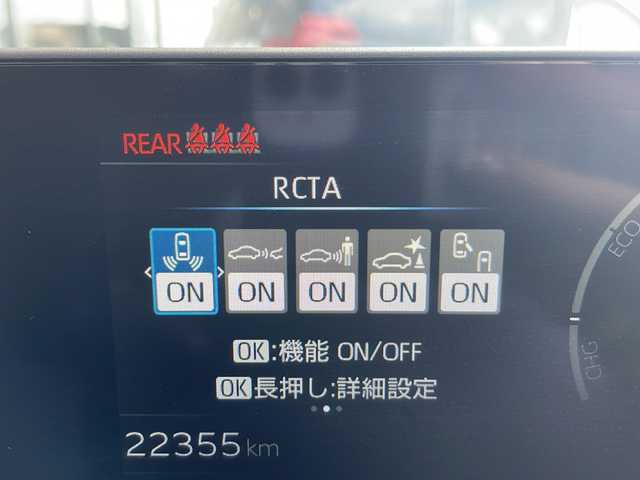 REAR
RCTA
ON ON ON ON ON
OK:機能 ON/OFF
OK長押し:詳細設定
22355km
ECO
CHG